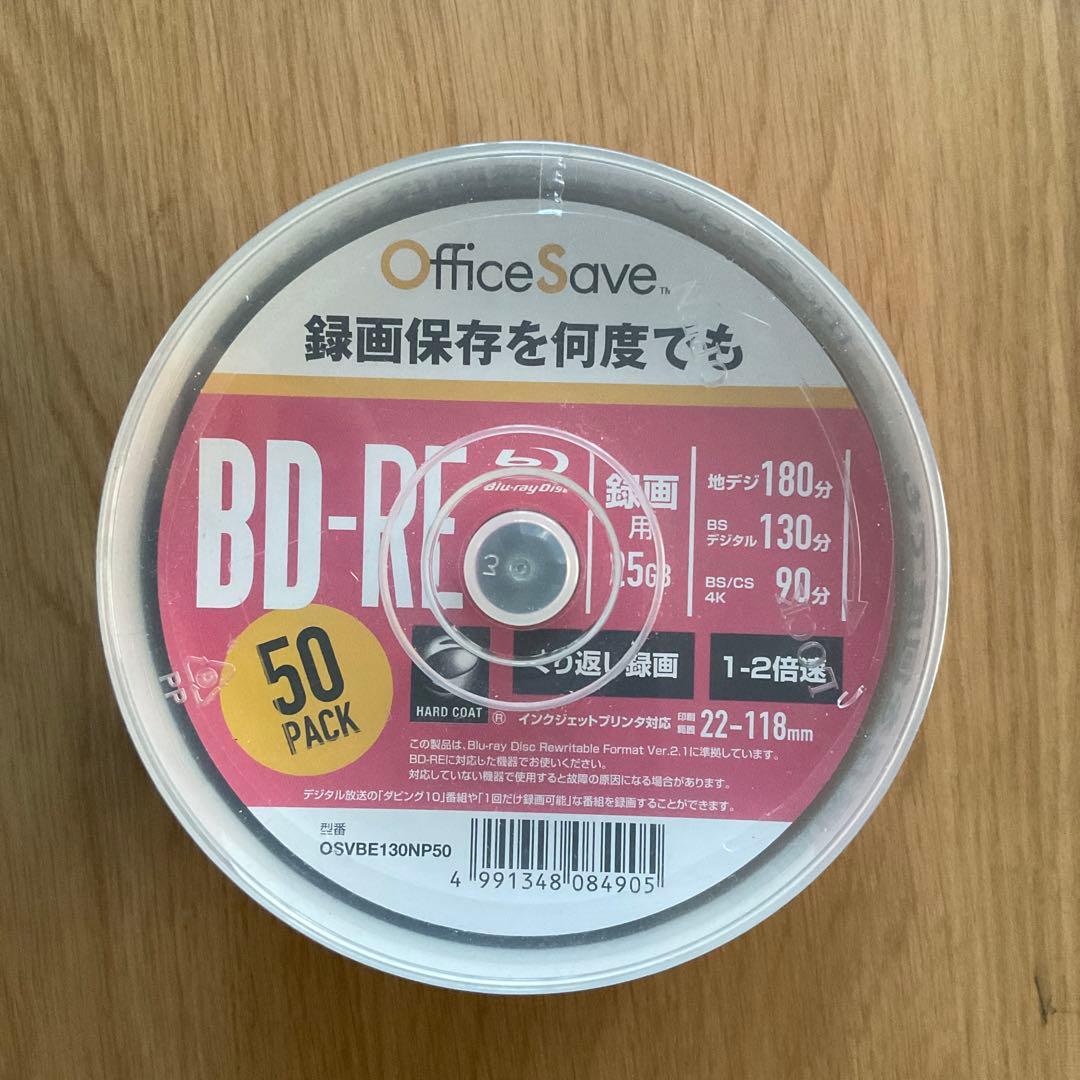 OfficeSave™
録画保存を何度でも
BD-RE
Blu-ray Disc
録画用
25GB
地デジ180分
BSデジタル130分
BS/CS 4K 90分
50 PACK
HARD COAT®
くり返し録画
1-2倍速
インクジェットプリンタ対応 印刷範囲 22-118mm
この製品は、Blu-ray Disc Rewritable Format Ver.2.1に準拠しています。
BD-REに対応した機器でお使いください。
対応していない機器で使用すると故障の原因になる場合があります。
デジタル放送の「ダビング10」番組や「1回だけ録画可能」な番組を録画することができます。
型番
OSVBE130NP50
4 991348 084905
PP
LOCK
3